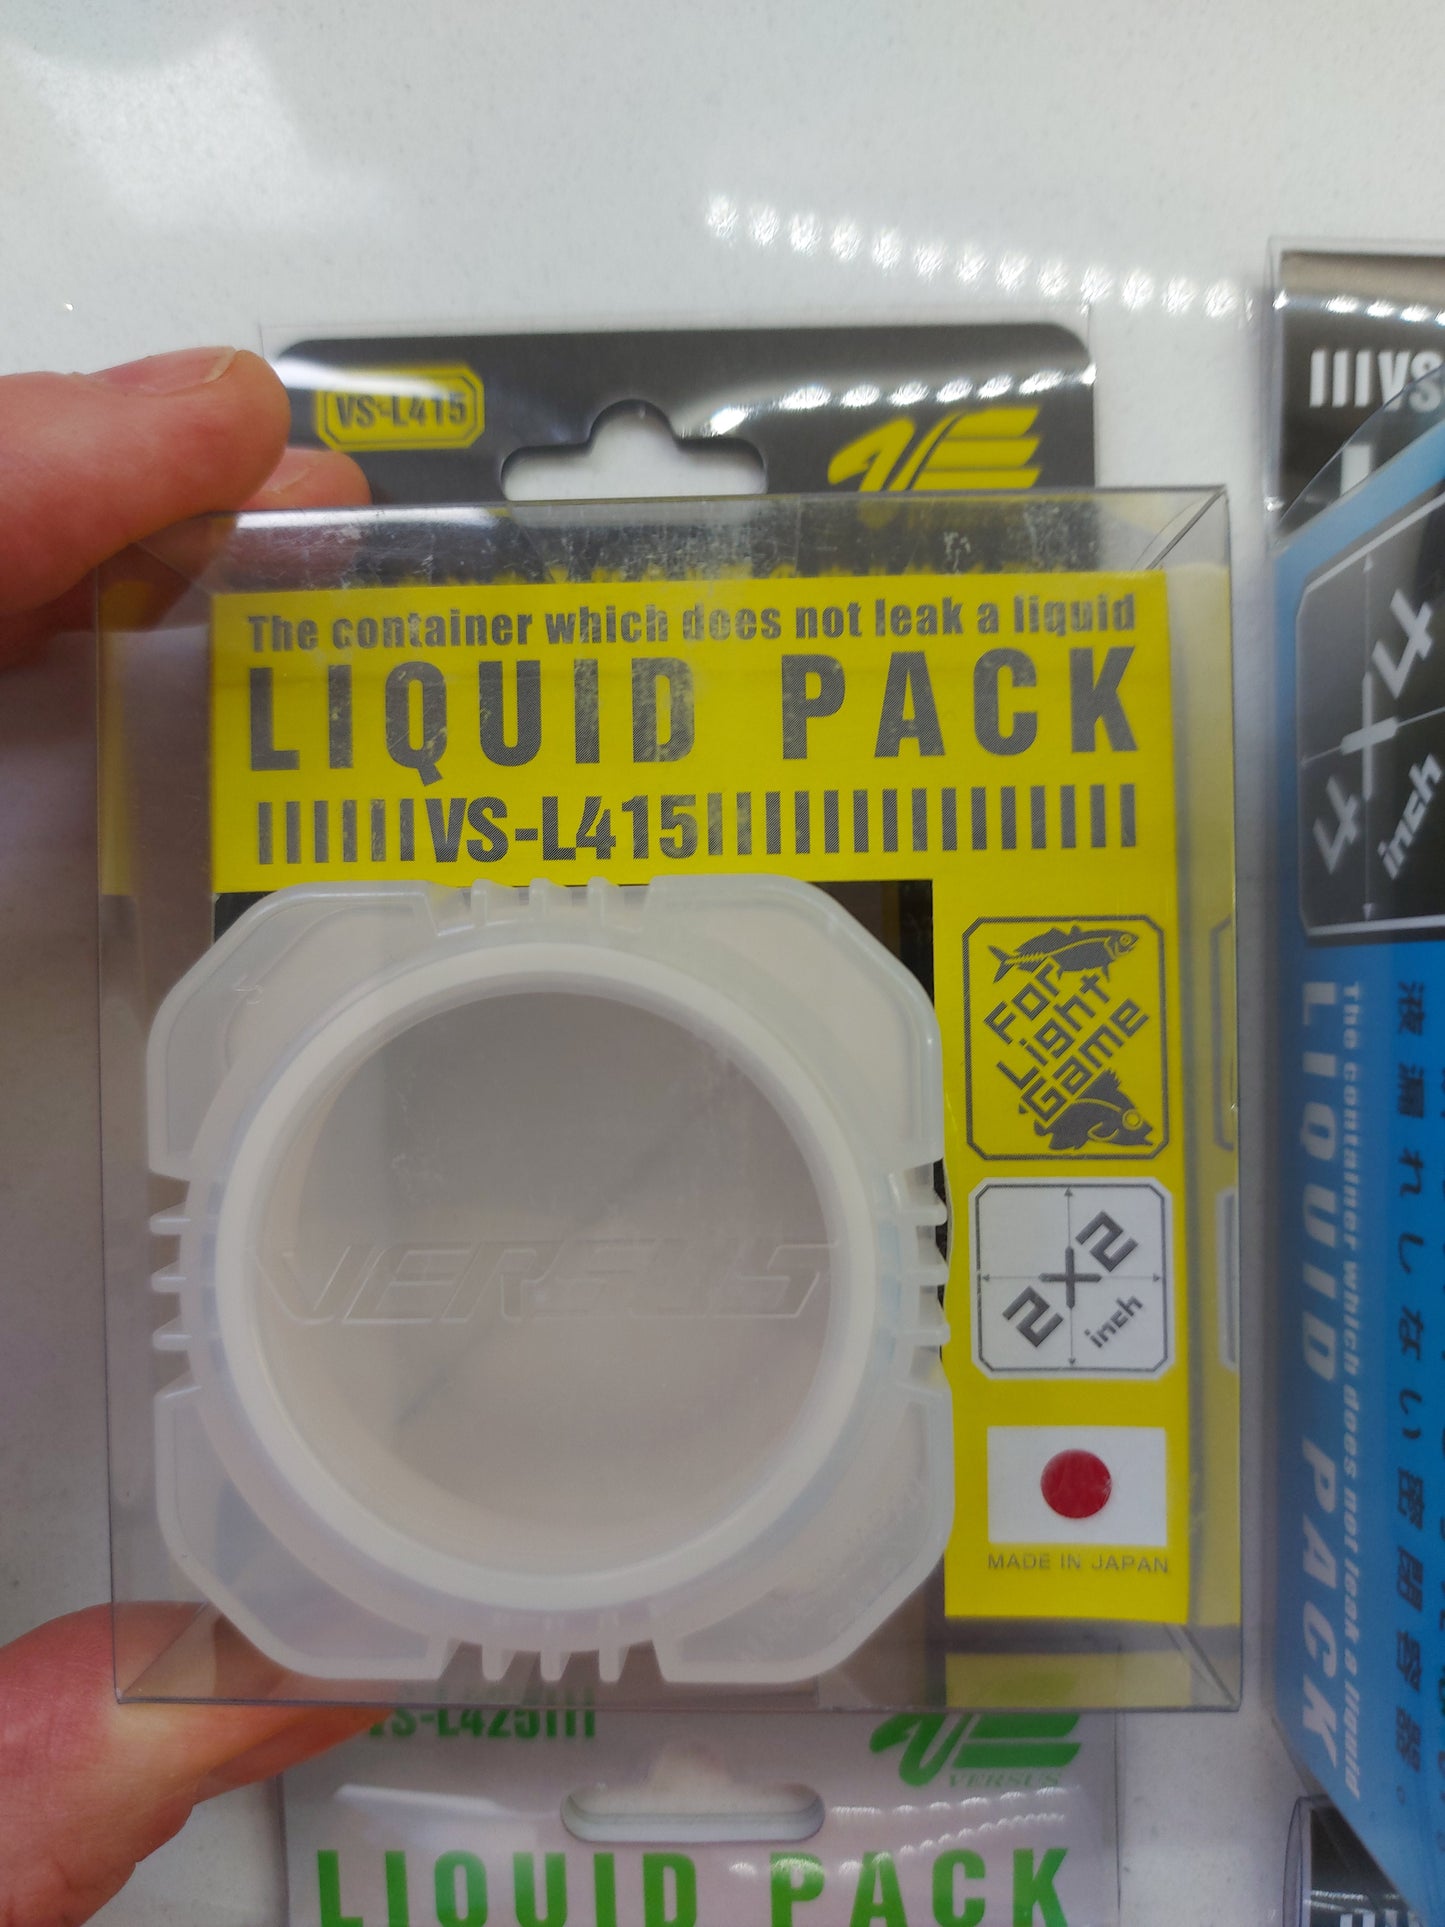 VS-L415
The container which does not leak a liquid
LIQUID PACK
VS-L415
For
Light
Game
2×2
inch
MADE IN JAPAN
VERSUS
VS-L425
VERSUS
LIQUID PACK
VS
4×4
inch
The container which does not leak a liquid
LIQUID PACK
液漏れしない密閉容器。